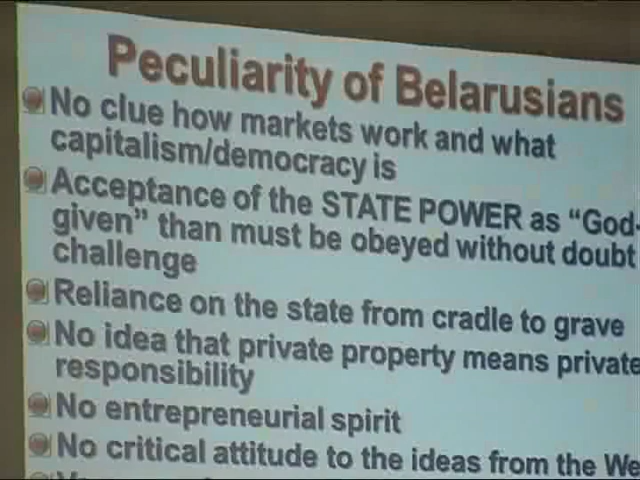 Peculiarity of Belarusians
No clue how markets work and what
capitalism/democracy is
Acceptance of the STATE POWER as “God-
given” than must be obeyed without doubt
challenge
Reliance on the state from cradle to grave
No idea that private property means private
responsibility
No entrepreneurial spirit
No critical attitude to the ideas from the We